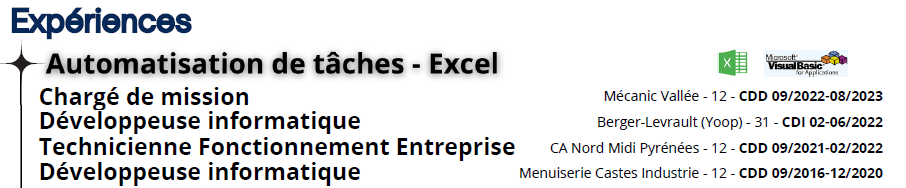 Expériences
Automatisation de tâches - Excel
Microsoft
VisualBasic
for Applications
Chargé de mission Mécanic Vallée - 12 - CDD 09/2022-08/2023
Développeuse informatique Berger-Levrault (Yoop) - 31 - CDI 02-06/2022
Technicienne Fonctionnement Entreprise CA Nord Midi Pyrénées - 12 - CDD 09/2021-02/2022
Développeuse informatique Menuiserie Castes Industrie - 12 - CDD 09/2016-12/2020